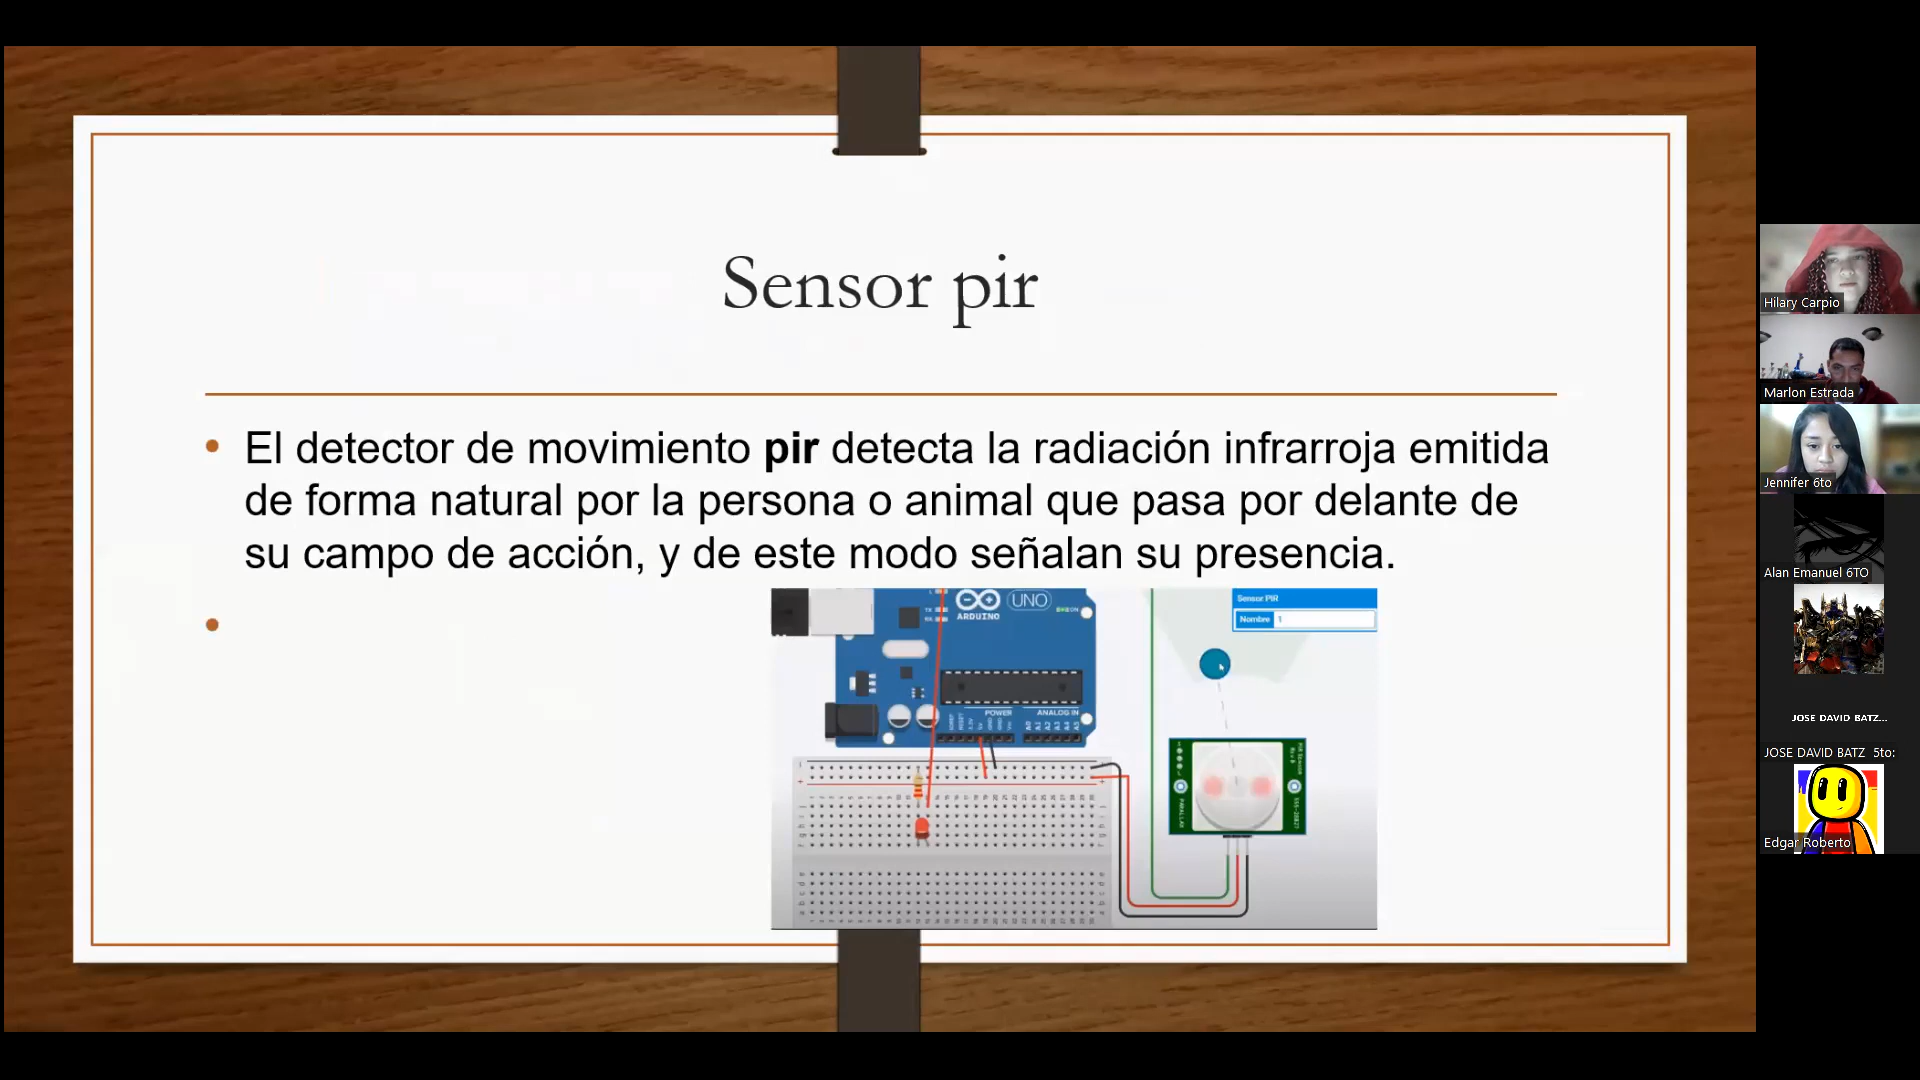 Sensor pir
El detector de movimiento pir detecta la radiación infrarroja emitida
de forma natural por la persona o animal que pasa por delante de
su campo de acción, y de este modo señalan su presencia.
UNO
ARDUINO
POWER
ANALOG IN
Sensor PIR
Nombre 1
Hilary Carpio
Marlon Estrada
Jennifer 6to
Alan Emanuel 6TO
JOSE DAVID BATZ...
JOSE DAVID BATZ 5to:
Edgar Roberto